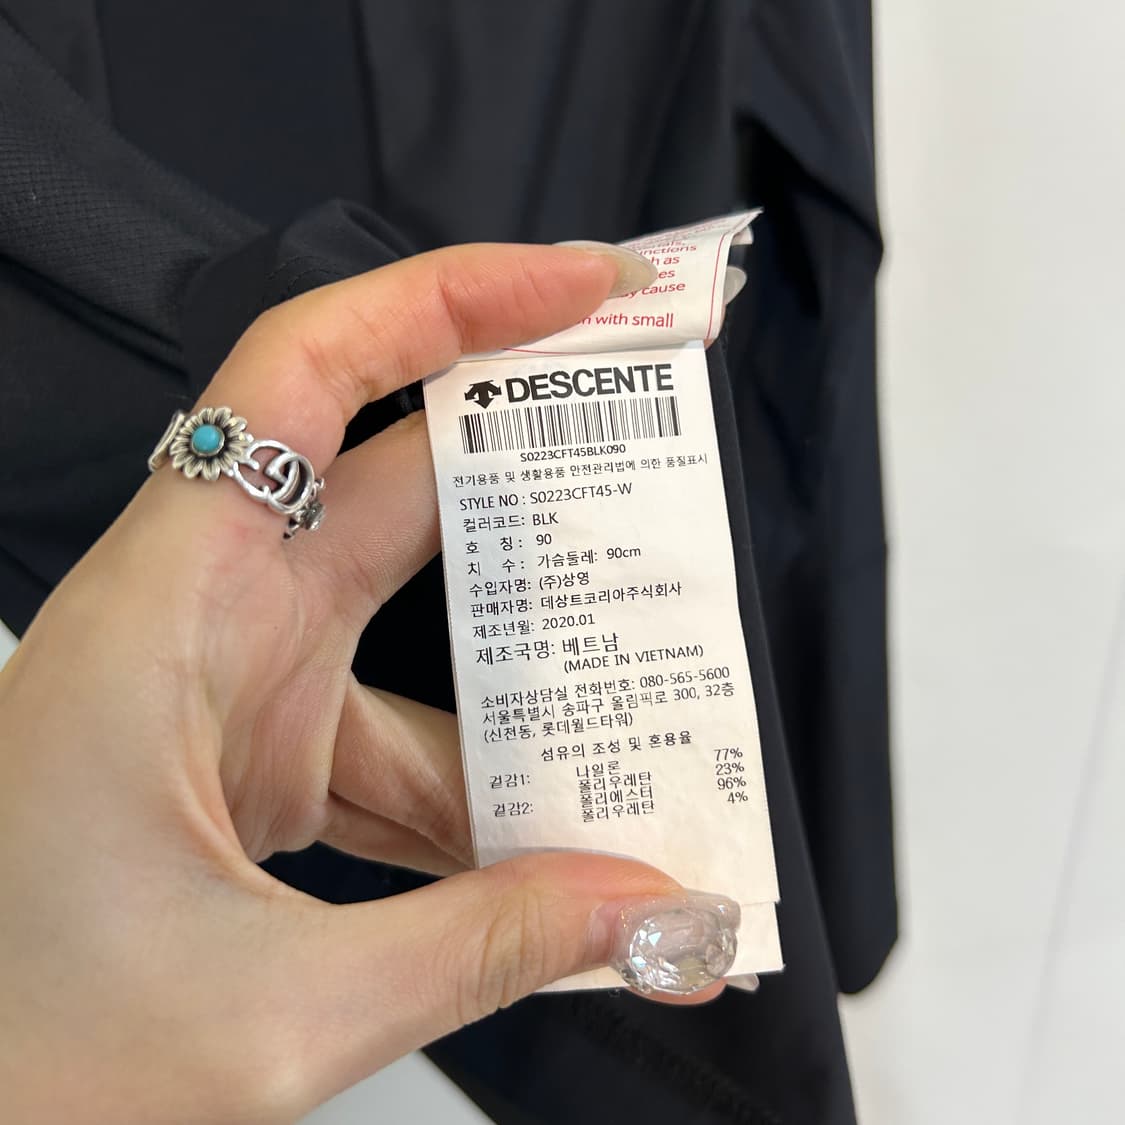 nctions
h as
es
ay cause
n with small
DESCENTE
S0223CFT45BLK090
전기용품 및 생활용품 안전관리법에 의한 품질표시
STYLE NO : S0223CFT45-W
컬러코드: BLK
호 칭: 90
치 수: 가슴둘레: 90cm
수입자명: (주)상영
판매자명: 데상트코리아주식회사
제조년월: 2020.01
제조국명: 베트남
(MADE IN VIETNAM)
소비자상담실 전화번호: 080-565-5600
서울특별시 송파구 올림픽로 300, 32층
(신천동, 롯데월드타워)
섬유의 조성 및 혼용율
겉감1: 나일론 77%
폴리우레탄 23%
겉감2: 폴리에스터 96%
폴리우레탄 4%